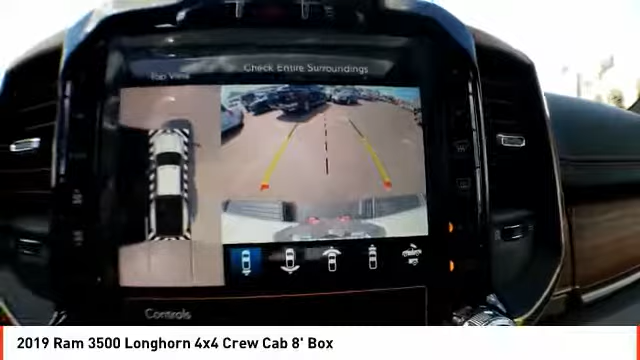 Check Entire Surroundings
Top View
Controls
2019 Ram 3500 Longhorn 4x4 Crew Cab 8' Box